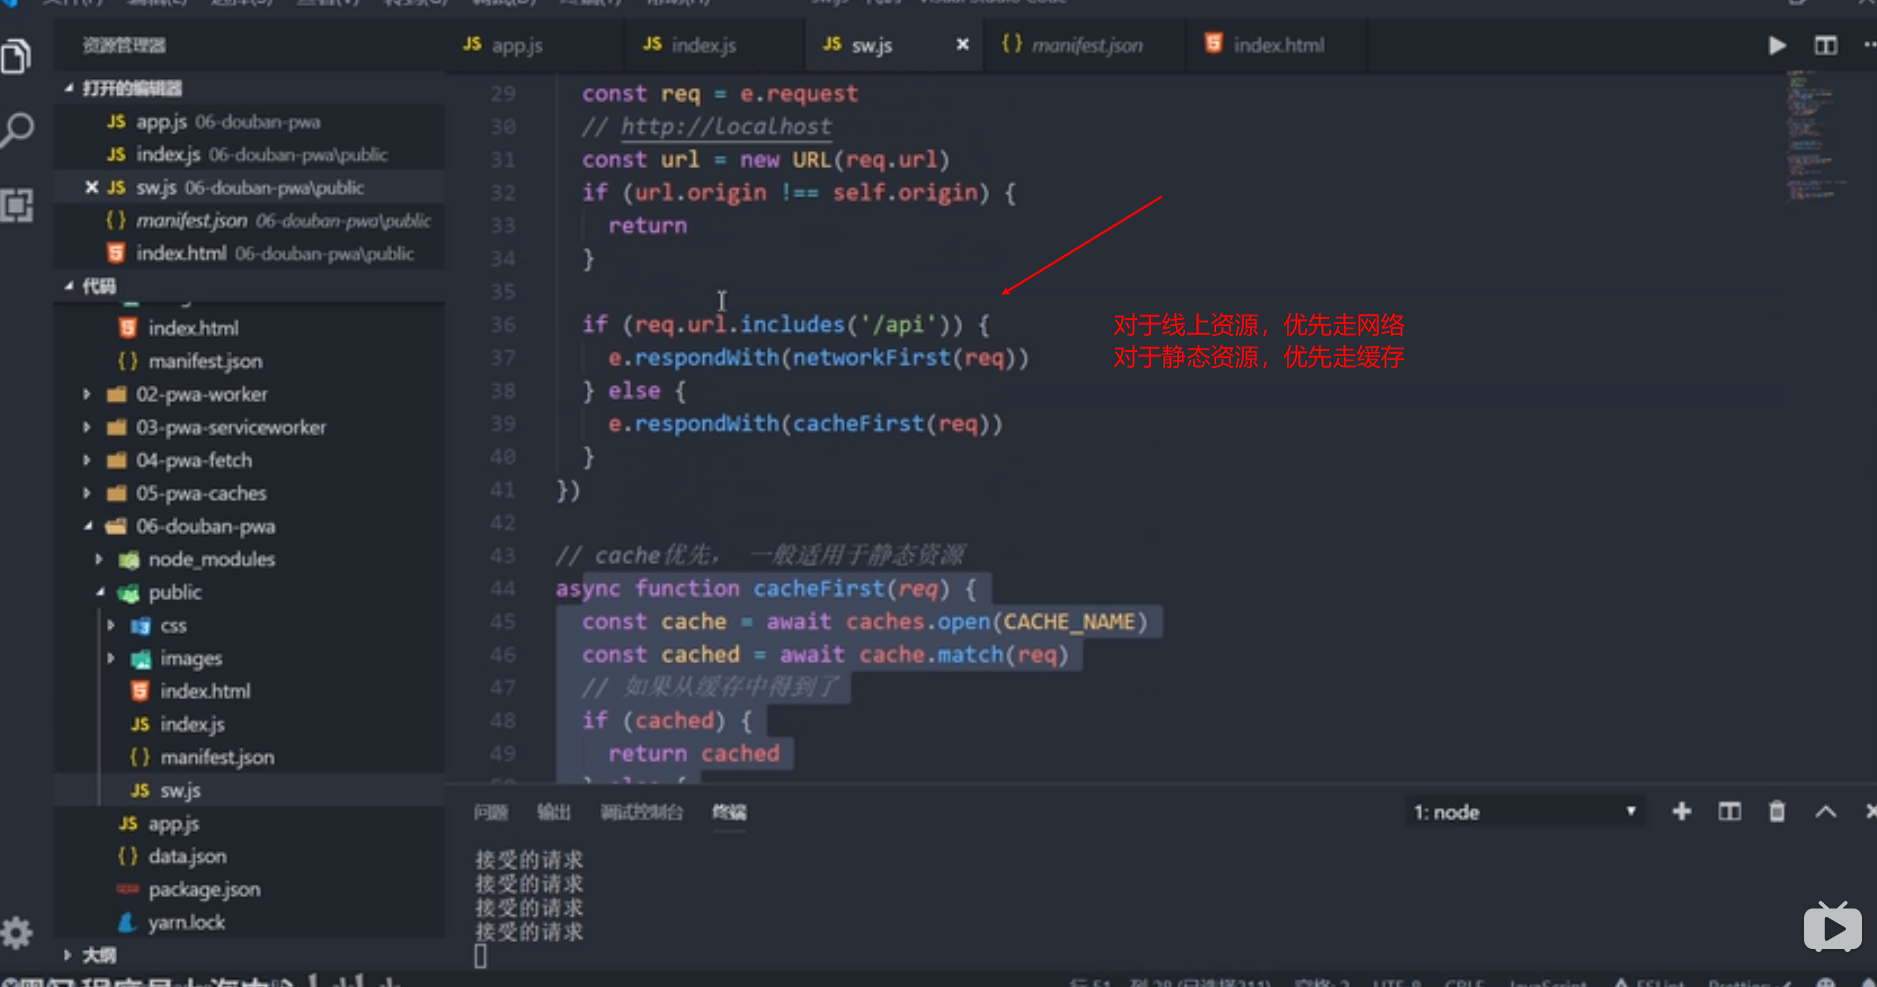 资源管理器
JS app.js
JS index.js
JS sw.js
{} manifest.json
index.html
打开的编辑器
JS app.js 06-douban-pwa
JS index.js 06-douban-pwa\public
JS sw.js 06-douban-pwa\public
{} manifest.json 06-douban-pwa\public
index.html 06-douban-pwa\public
代码
index.html
{} manifest.json
02-pwa-worker
03-pwa-serviceworker
04-pwa-fetch
05-pwa-caches
06-douban-pwa
node_modules
public
css
images
index.html
JS index.js
{} manifest.json
JS sw.js
JS app.js
{} data.json
package.json
yarn.lock
大纲
29 const req = e.request
30 // http://localhost
31 const url = new URL(req.url)
32 if (url.origin !== self.origin) {
33 return
34 }
35
36 if (req.url.includes('/api')) {
37 e.respondWith(networkFirst(req))
38 } else {
39 e.respondWith(cacheFirst(req))
40 }
41 })
42
43 // cache优先， 一般适用于静态资源
44 async function cacheFirst(req) {
45 const cache = await caches.open(CACHE_NAME)
46 const cached = await cache.match(req)
47 // 如果从缓存中得到了
48 if (cached) {
49 return cached
对于线上资源，优先走网络
对于静态资源，优先走缓存
问题 输出 调试控制台 终端
1: node
接受的请求
接受的请求
接受的请求
接受的请求